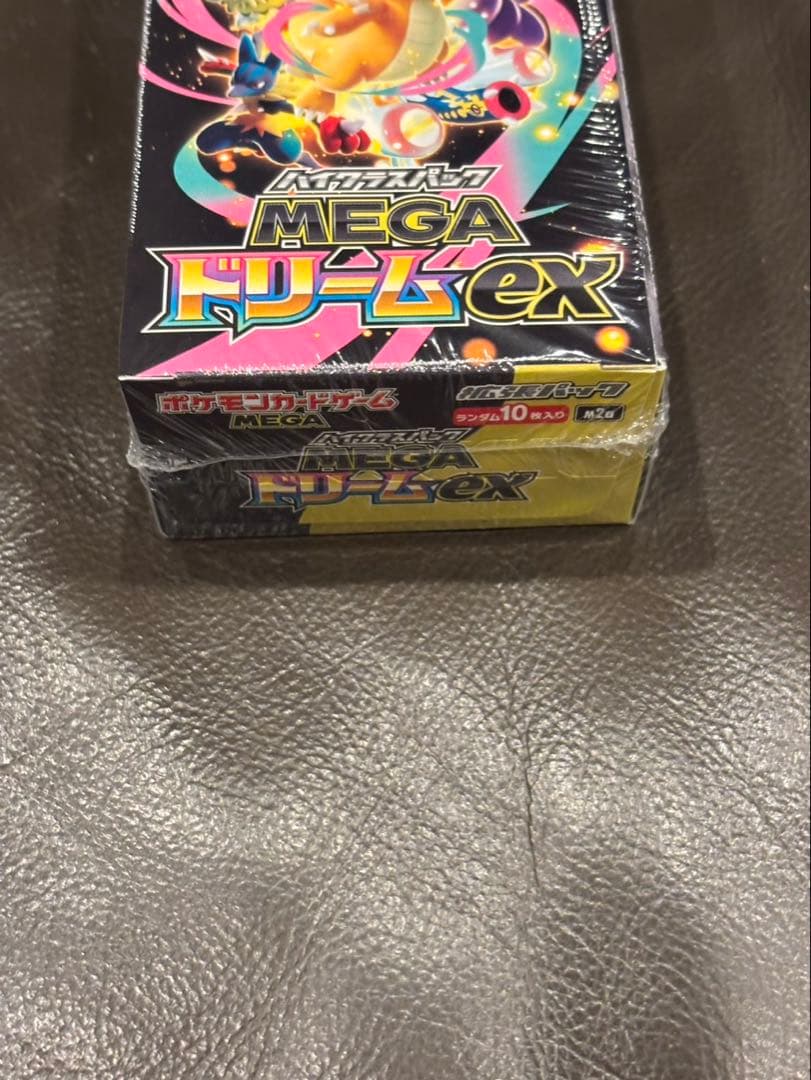 ハイクラスパック
MEGA
ドリームex
ポケモンカードゲーム
MEGA
拡張パック
ランダム10枚入り M2a
ハイクラスパック
MEGA
ドリームex